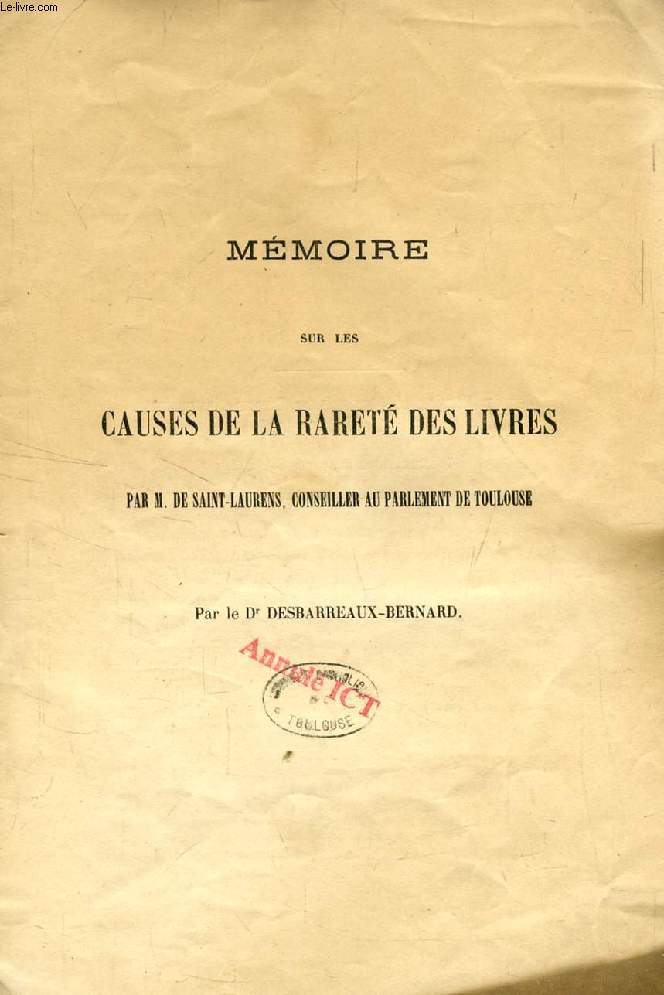 Le-livre.com
MÉMOIRE
SUR LES
CAUSES DE LA RARETÉ DES LIVRES
PAR M. DE SAINT-LAURENS, CONSEILLER AU PARLEMENT DE TOULOUSE
Par le Dr DESBARREAUX-BERNARD.
Annulé ICT
TOULOUSE